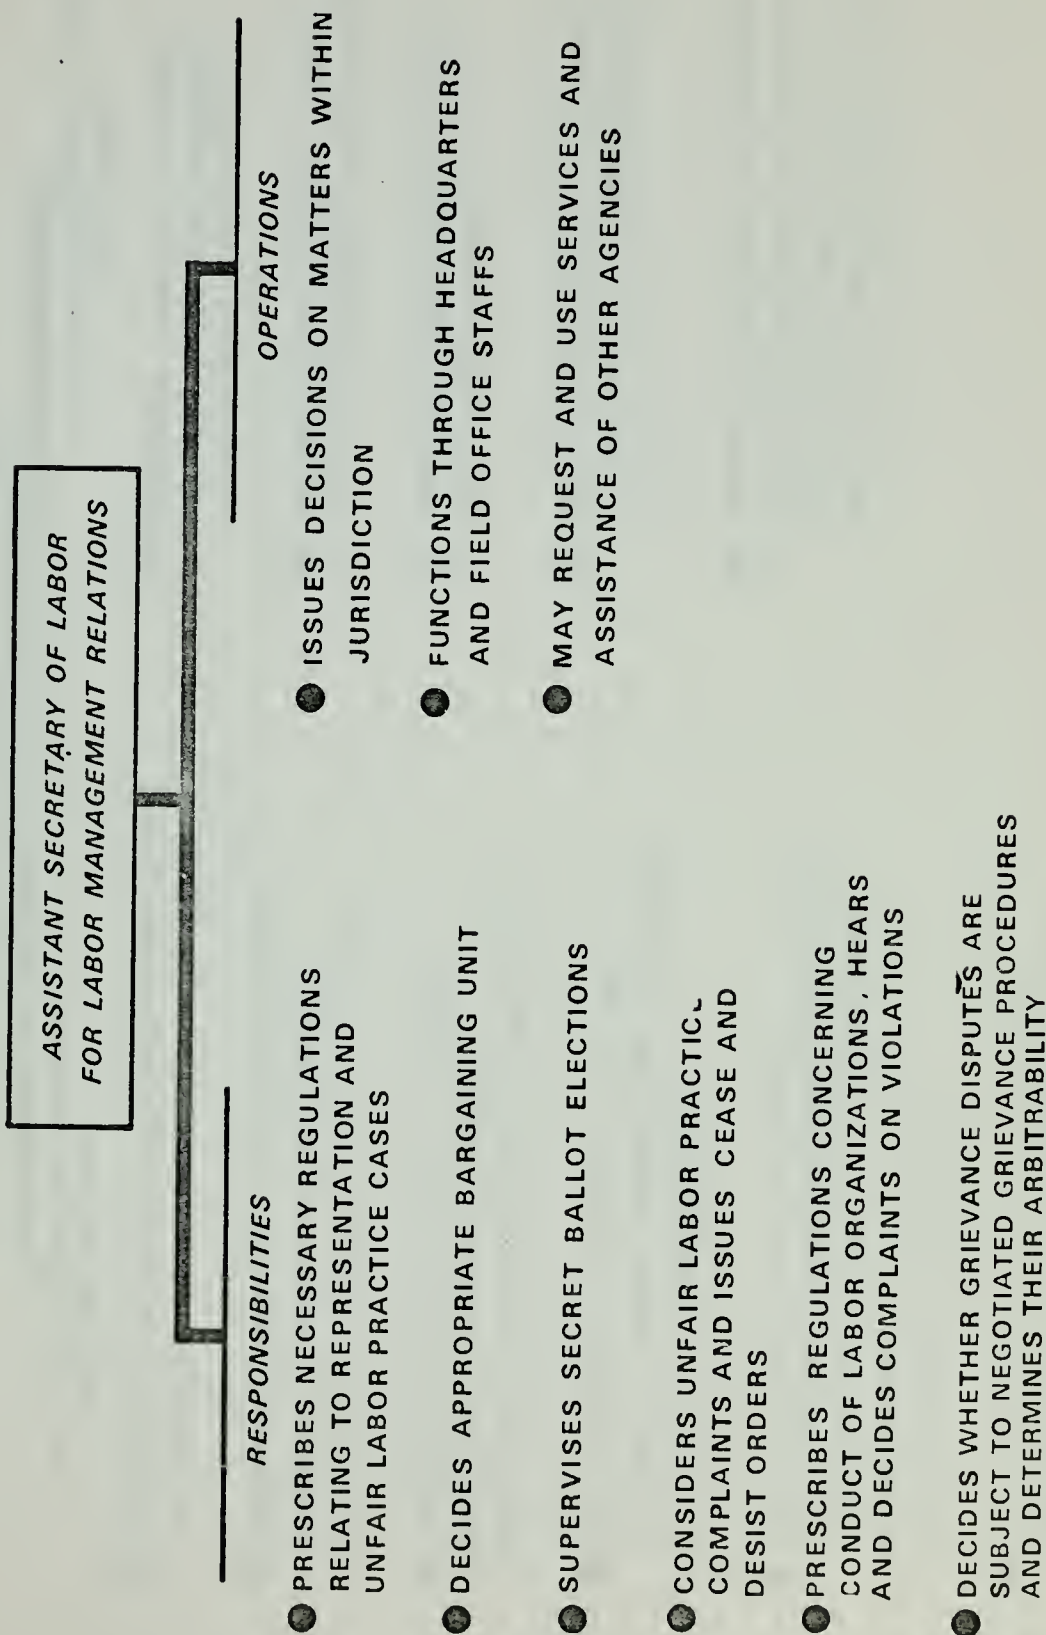 ASSISTANT SECRETARY OF LABOR
FOR LABOR MANAGEMENT RELATIONS
RESPONSIBILITIES
PRESCRIBES NECESSARY REGULATIONS
RELATING TO REPRESENTATION AND
UNFAIR LABOR PRACTICE CASES
DECIDES APPROPRIATE BARGAINING UNIT
SUPERVISES SECRET BALLOT ELECTIONS
CONSIDERS UNFAIR LABOR PRACTICE
COMPLAINTS AND ISSUES CEASE AND
DESIST ORDERS
PRESCRIBES REGULATIONS CONCERNING
CONDUCT OF LABOR ORGANIZATIONS, HEARS
AND DECIDES COMPLAINTS ON VIOLATIONS
DECIDES WHETHER GRIEVANCE DISPUTES ARE
SUBJECT TO NEGOTIATED GRIEVANCE PROCEDURES
AND DETERMINES THEIR ARBITRABILITY
OPERATIONS
ISSUES DECISIONS ON MATTERS WITHIN
JURISDICTION
FUNCTIONS THROUGH HEADQUARTERS
AND FIELD OFFICE STAFFS
MAY REQUEST AND USE SERVICES AND
ASSISTANCE OF OTHER AGENCIES